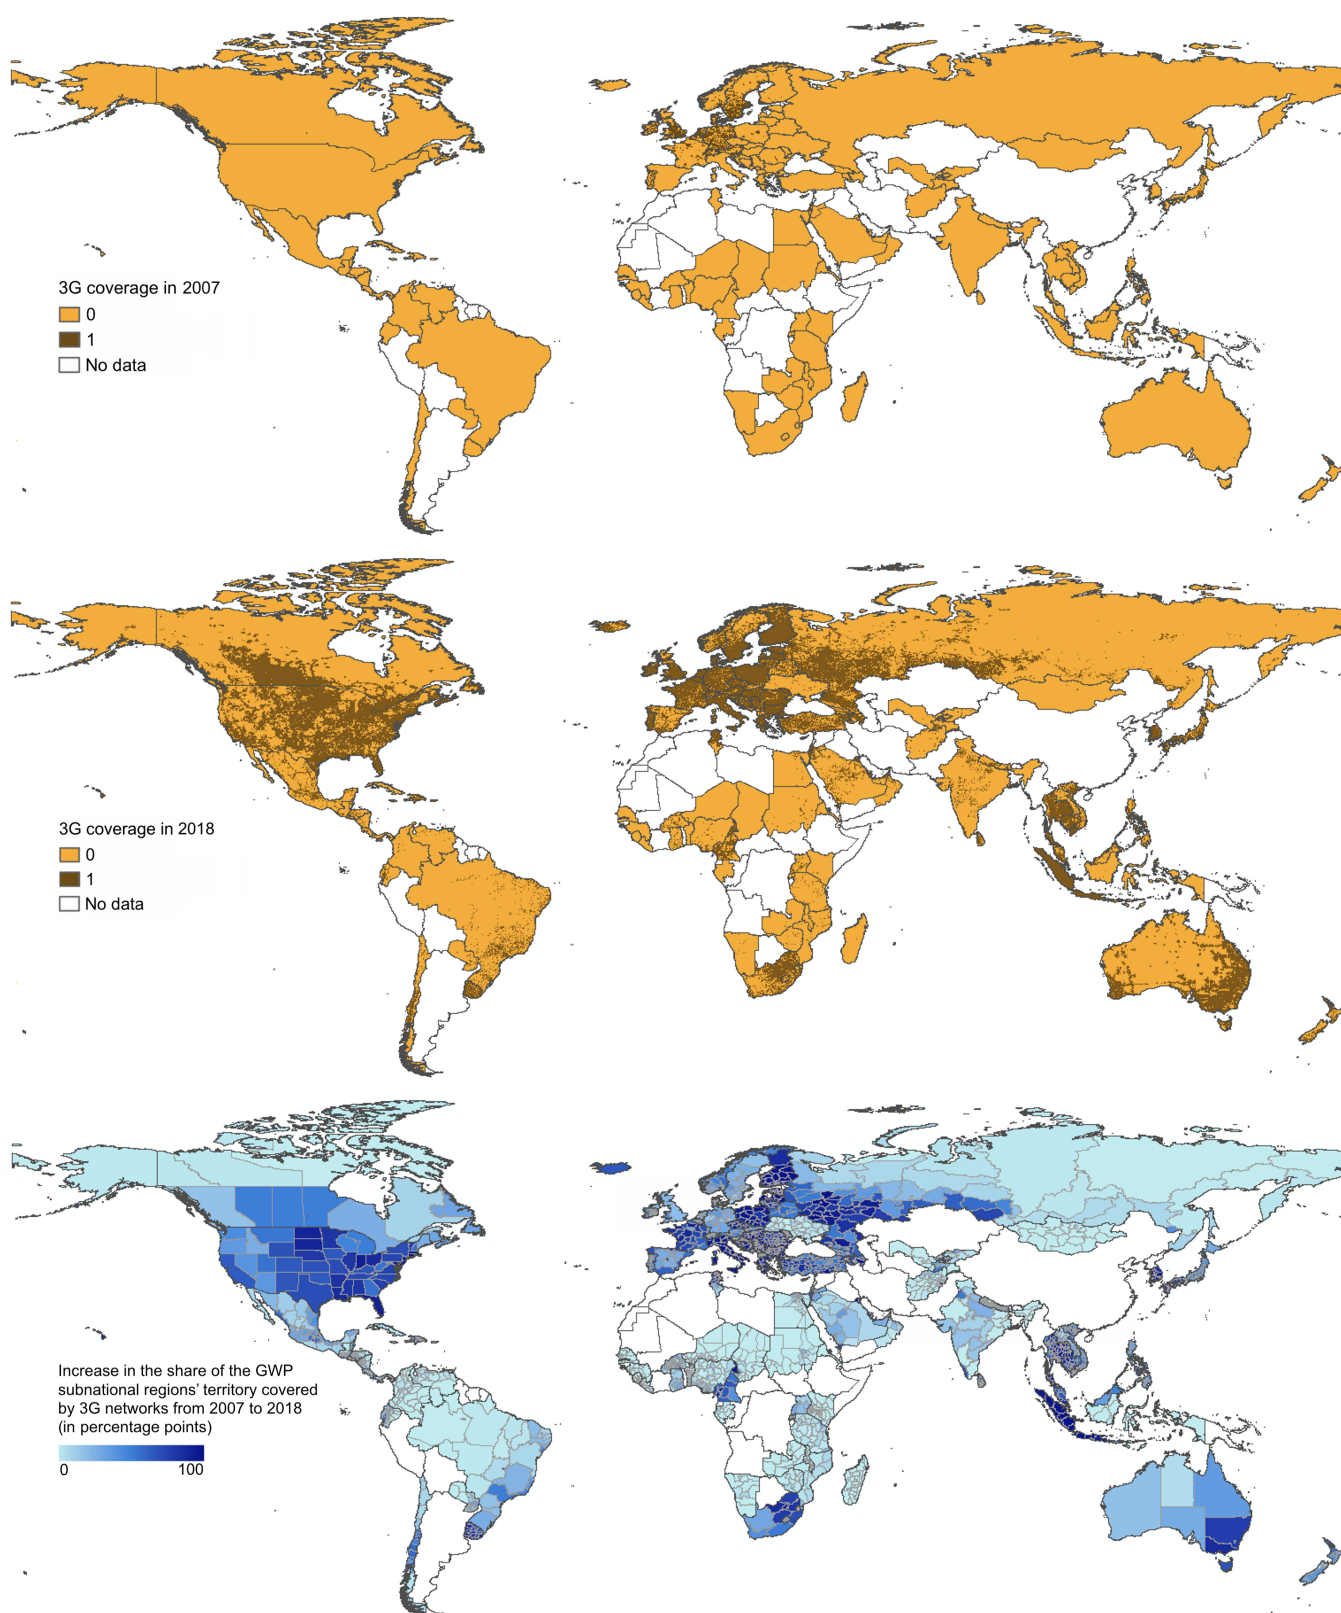 3G coverage in 2007
0
1
No data
3G coverage in 2018
0
1
No data
Increase in the share of the GWP
subnational regions’ territory covered
by 3G networks from 2007 to 2018
(in percentage points)
0 100